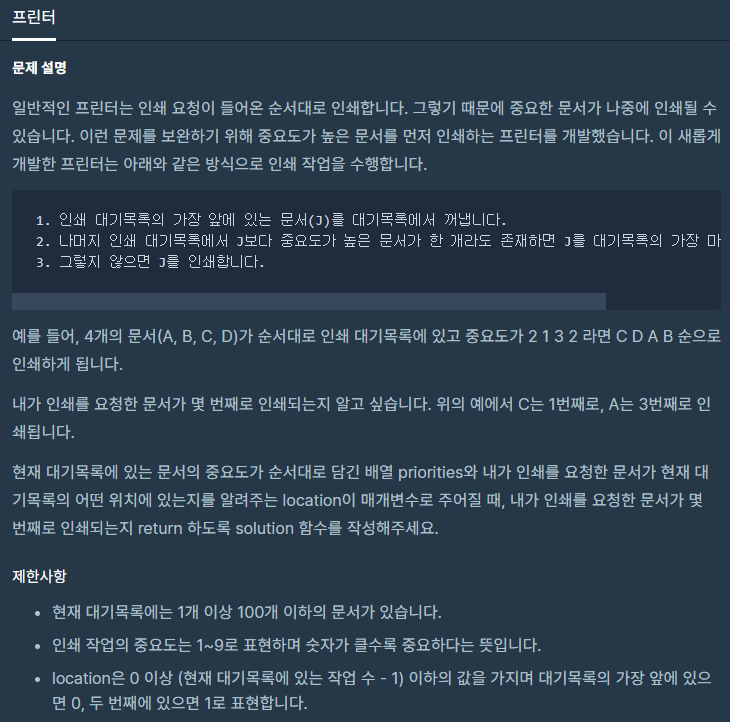 프린터
문제 설명
일반적인 프린터는 인쇄 요청이 들어온 순서대로 인쇄합니다. 그렇기 때문에 중요한 문서가 나중에 인쇄될 수
있습니다. 이런 문제를 보완하기 위해 중요도가 높은 문서를 먼저 인쇄하는 프린터를 개발했습니다. 이 새롭게
개발한 프린터는 아래와 같은 방식으로 인쇄 작업을 수행합니다.
1. 인쇄 대기목록의 가장 앞에 있는 문서(J)를 대기목록에서 꺼냅니다.
2. 나머지 인쇄 대기목록에서 J보다 중요도가 높은 문서가 한 개라도 존재하면 J를 대기목록의 가장 마
3. 그렇지 않으면 J를 인쇄합니다.
예를 들어, 4개의 문서(A, B, C, D)가 순서대로 인쇄 대기목록에 있고 중요도가 2 1 3 2 라면 C D A B 순으로
인쇄하게 됩니다.
내가 인쇄를 요청한 문서가 몇 번째로 인쇄되는지 알고 싶습니다. 위의 예에서 C는 1번째로, A는 3번째로 인
쇄됩니다.
현재 대기목록에 있는 문서의 중요도가 순서대로 담긴 배열 priorities와 내가 인쇄를 요청한 문서가 현재 대
기목록의 어떤 위치에 있는지를 알려주는 location이 매개변수로 주어질 때, 내가 인쇄를 요청한 문서가 몇
번째로 인쇄되는지 return 하도록 solution 함수를 작성해주세요.
제한사항
• 현재 대기목록에는 1개 이상 100개 이하의 문서가 있습니다.
• 인쇄 작업의 중요도는 1~9로 표현하며 숫자가 클수록 중요하다는 뜻입니다.
• location은 0 이상 (현재 대기목록에 있는 작업 수 - 1) 이하의 값을 가지며 대기목록의 가장 앞에 있으
면 0, 두 번째에 있으면 1로 표현합니다.